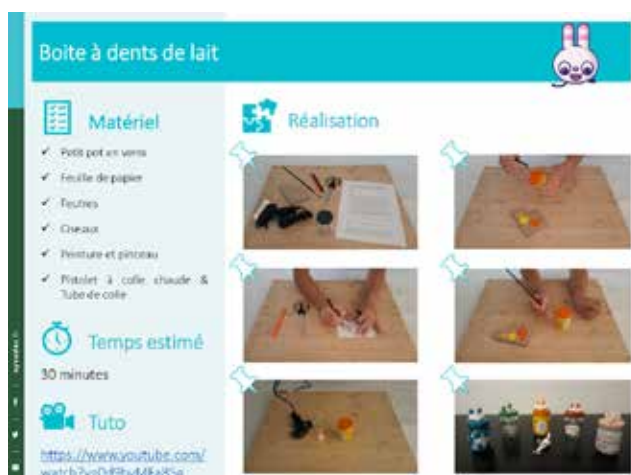 Boite à dents de lait
Matériel
Petit pot en verre
Feuille de papier
Feutres
Ciseaux
Peinture et pinceau
Pistolet à colle chaude &
Tube de colle
Temps estimé
30 minutes
Tuto
https://www.youtube.com/
Réalisation